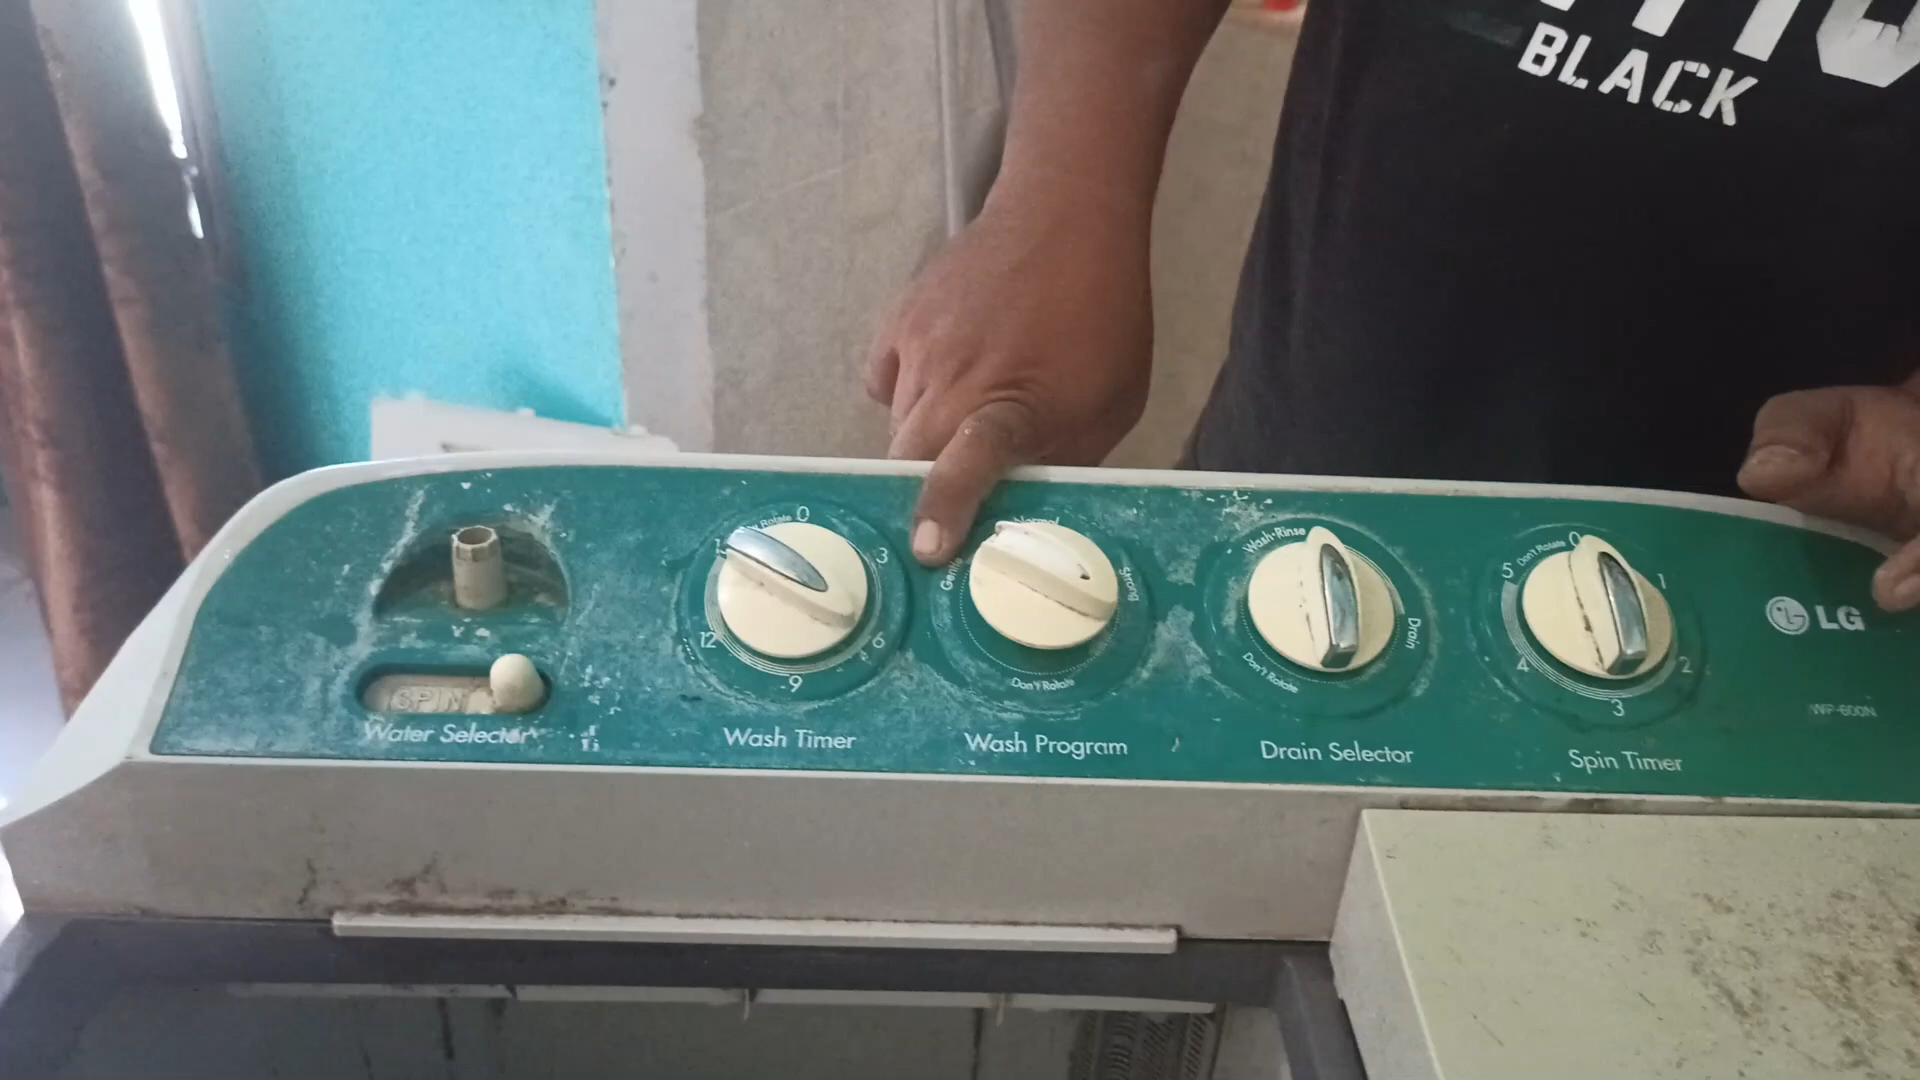 BLACK
0
3
6
9
12
Gentle
Normal
Strong
Don't Rotate
Wash•Rinse
Drain
Don't Rotate
Don't Rotate
0
1
2
3
4
5
LG
WP-600N
SPIN
Water Selector
Wash Timer
Wash Program
Drain Selector
Spin Timer